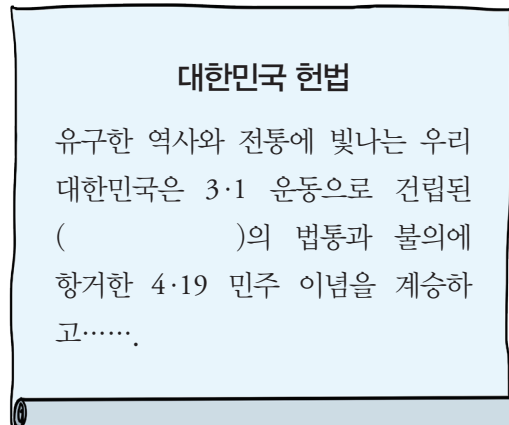 대한민국 헌법
유구한 역사와 전통에 빛나는 우리
대한민국은 3·1 운동으로 건립된
(          )의 법통과 불의에
항거한 4·19 민주 이념을 계승하
고…….